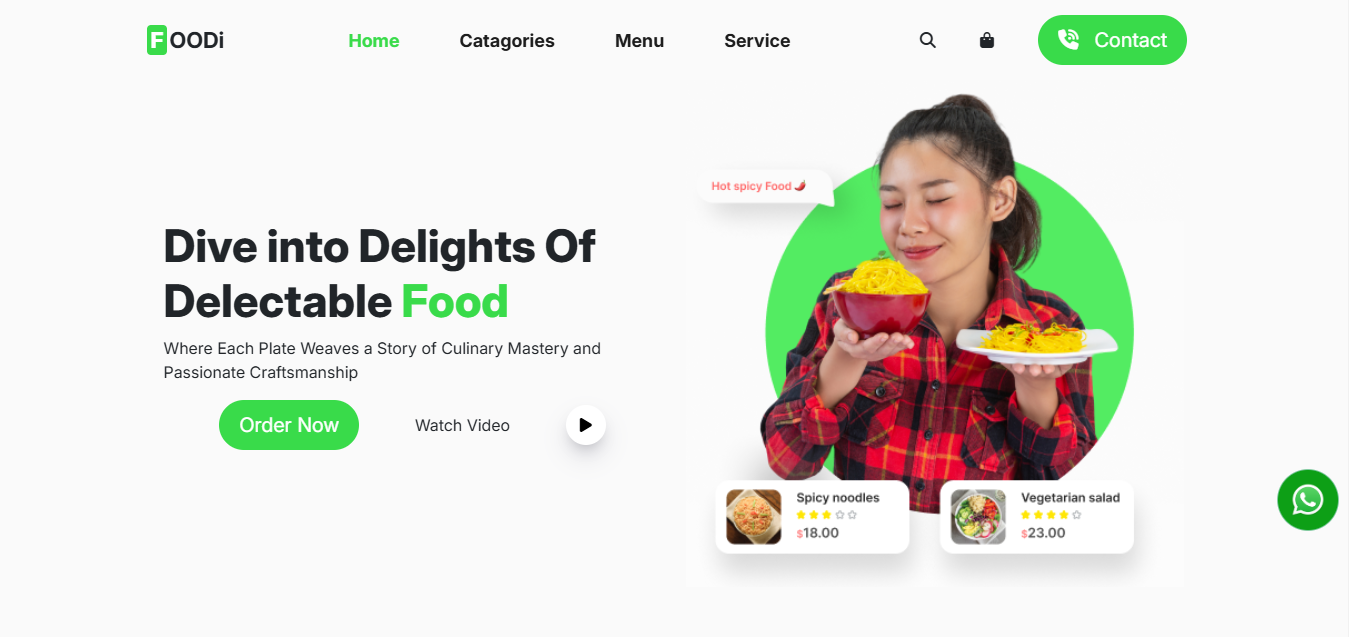 FOODi
Home
Catagories
Menu
Service
Contact
Hot spicy Food
Dive into Delights Of
Delectable Food
Where Each Plate Weaves a Story of Culinary Mastery and
Passionate Craftsmanship
Order Now
Watch Video
Spicy noodles
$18.00
Vegetarian salad
$23.00